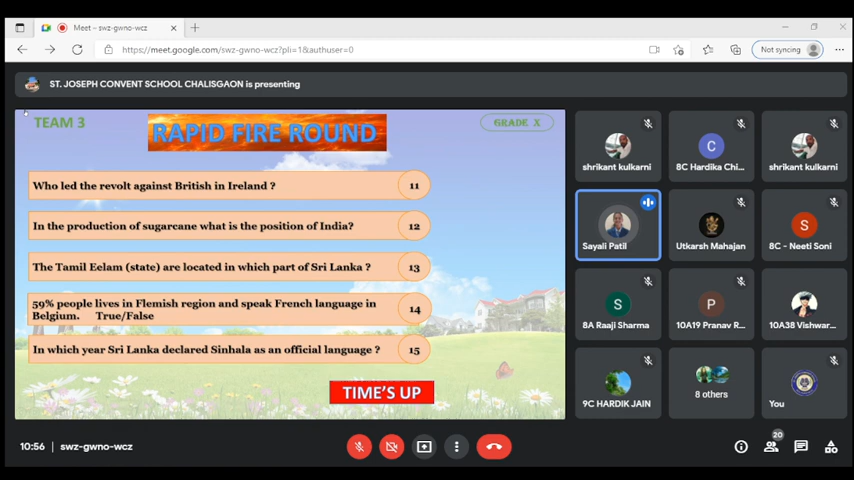 Meet – swz-gwno-wcz
https://meet.google.com/swz-gwno-wcz?pli=1&authuser=0
Not syncing
ST. JOSEPH CONVENT SCHOOL CHALISGAON is presenting
TEAM 3
RAPID FIRE ROUND
GRADE X
Who led the revolt against British in Ireland ? 11
In the production of sugarcane what is the position of India? 12
The Tamil Eelam (state) are located in which part of Sri Lanka ? 13
59% people lives in Flemish region and speak French language in
Belgium. True/False 14
In which year Sri Lanka declared Sinhala as an official language ? 15
TIME'S UP
shrikant kulkarni
C
8C Hardika Chi...
shrikant kulkarni
Sayali Patil
Utkarsh Mahajan
S
8C - Neeti Soni
S
8A Raaji Sharma
P
10A19 Pranav R...
10A38 Vishwar...
9C HARDIK JAIN
8 others
You
10:56 | swz-gwno-wcz
20